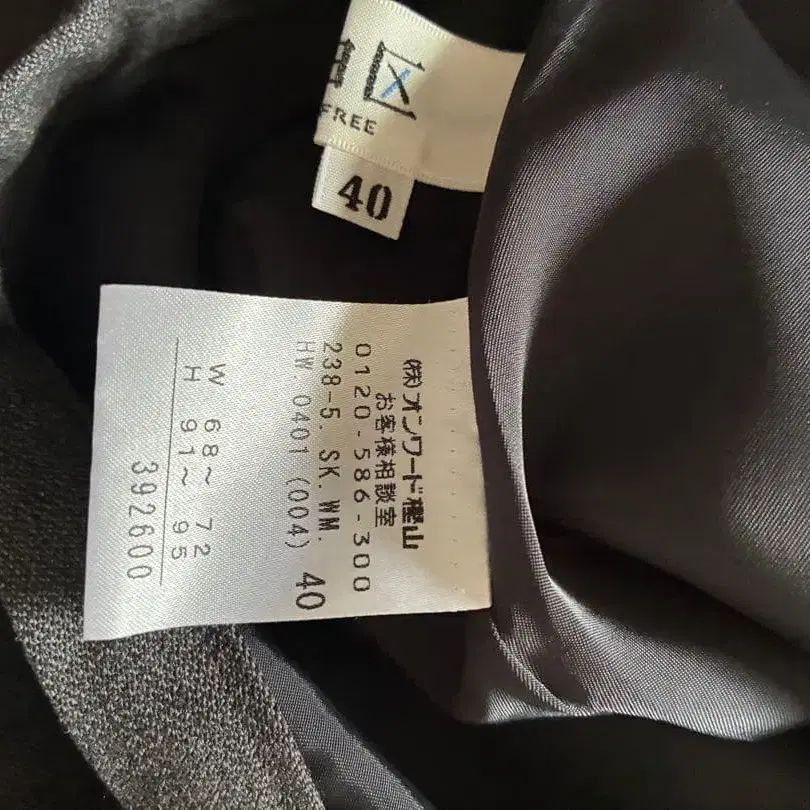 区
FREE
40
(株)オンワード樫山
お客様相談室
0120-586-300
238-5. SK. WM.
HW. 0401 (004) 40
W 68~ 72
H 91~ 95
392600